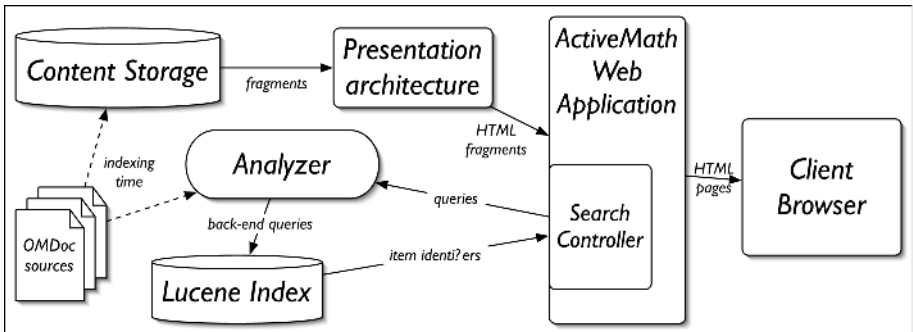 Content Storage
fragments
Presentation
architecture
ActiveMath
Web
Application
HTML
fragments
indexing
time
Analyzer
HTML
pages
Client
Browser
queries
Search
Controller
OMDoc
sources
back-end queries
item identi?ers
Lucene Index